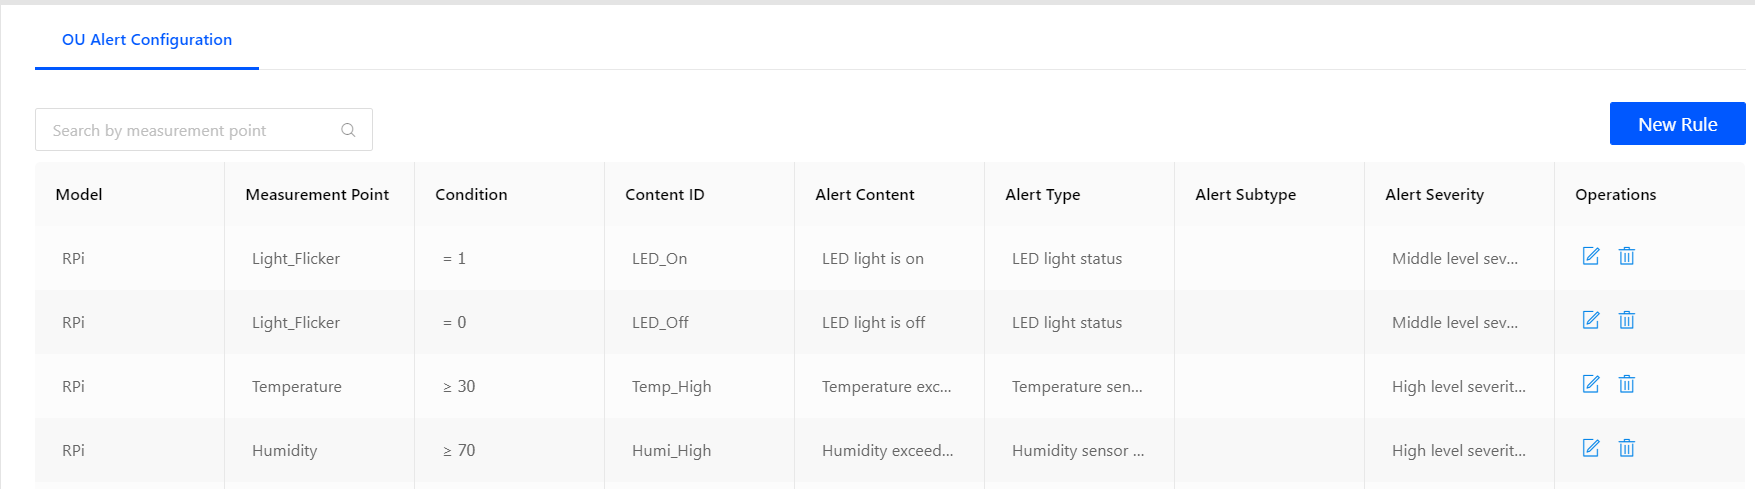 OU Alert Configuration
Search by measurement point
New Rule
Model Measurement Point Condition Content ID Alert Content Alert Type Alert Subtype Alert Severity Operations
RPi Light_Flicker = 1 LED_On LED light is on LED light status Middle level sev...
RPi Light_Flicker = 0 LED_Off LED light is off LED light status Middle level sev...
RPi Temperature ≥ 30 Temp_High Temperature exc... Temperature sen... High level severit...
RPi Humidity ≥ 70 Humi_High Humidity exceed... Humidity sensor ... High level severit...